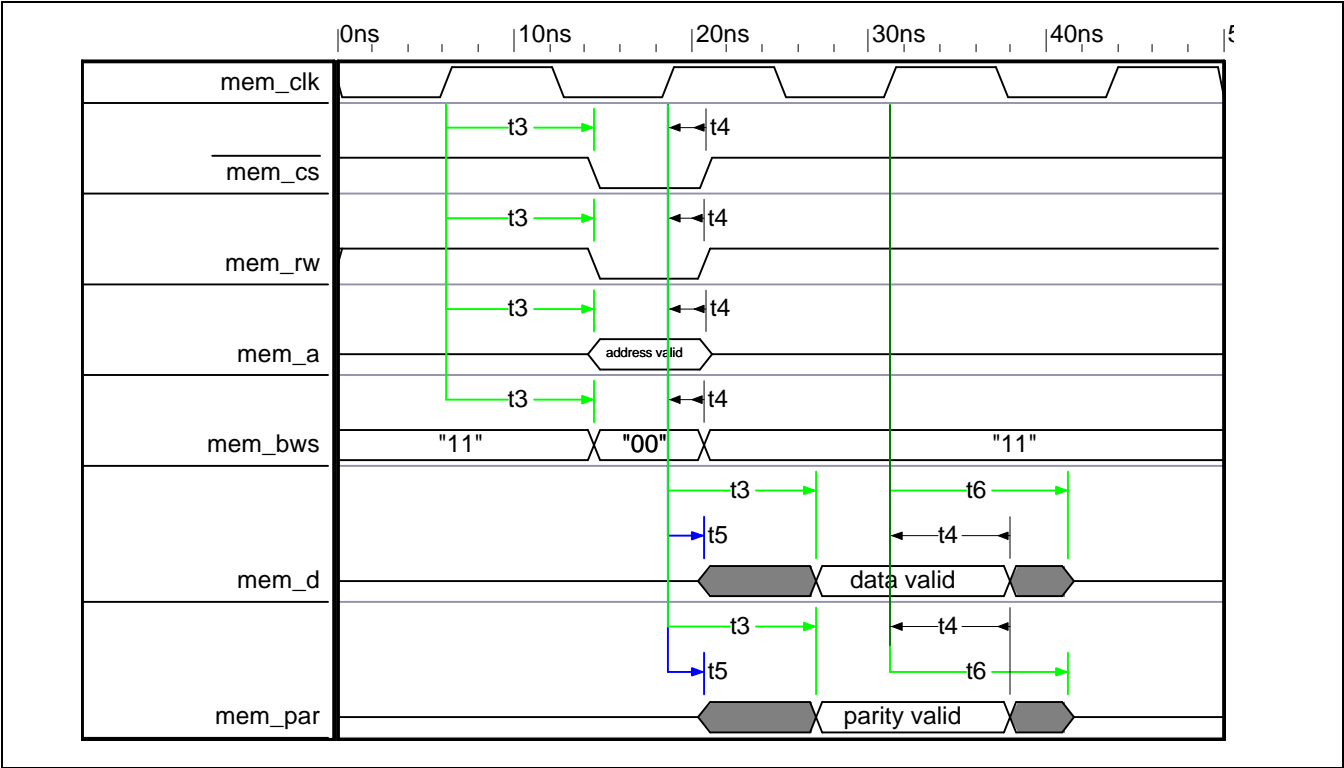 0ns 10ns 20ns 30ns 40ns 5
mem_clk
t3 t4
mem_cs
t3 t4
mem_rw
t3 t4
mem_a address valid
t3 t4
mem_bws "11" "00" "11"
t3 t6
t5 t4
mem_d data valid
t3 t4
t5 t6
mem_par parity valid